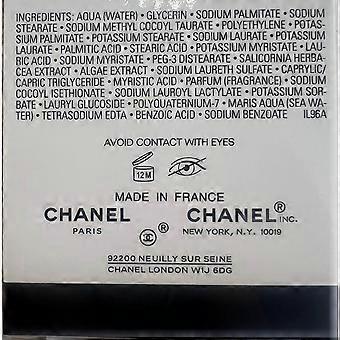 INGREDIENTS: AQUA (WATER) • GLYCERIN • SODIUM PALMITATE • SODIUM
STEARATE • SODIUM METHYL COCOYL TAURATE • POLYETHYLENE • POTAS-
SIUM PALMITATE • POTASSIUM STEARATE • SODIUM LAURATE • POTASSIUM
LAURATE • PALMITIC ACID • STEARIC ACID • POTASSIUM MYRISTATE • LAU-
RIC ACID • SODIUM MYRISTATE • PEG-3 DISTEARATE • SALICORNIA HERBA-
CEA EXTRACT • ALGAE EXTRACT • SODIUM LAURETH SULFATE • CAPRYLIC/
CAPRIC TRIGLYCERIDE • MYRISTIC ACID • PARFUM (FRAGRANCE) • SODIUM
COCOYL ISETHIONATE • SODIUM LAUROYL LACTYLATE • POTASSIUM SORB-
ATE • LAURYL GLUCOSIDE • POLYQUATERNIUM-7 • MARIS AQUA (SEA WA-
TER) • TETRASODIUM EDTA • BENZOIC ACID • SODIUM BENZOATE IL96A
AVOID CONTACT WITH EYES
12M
MADE IN FRANCE
CHANEL CHANEL® INC.
PARIS NEW YORK, N.Y. 10019
®
92200 NEUILLY SUR SEINE
CHANEL LONDON W1J 6DG